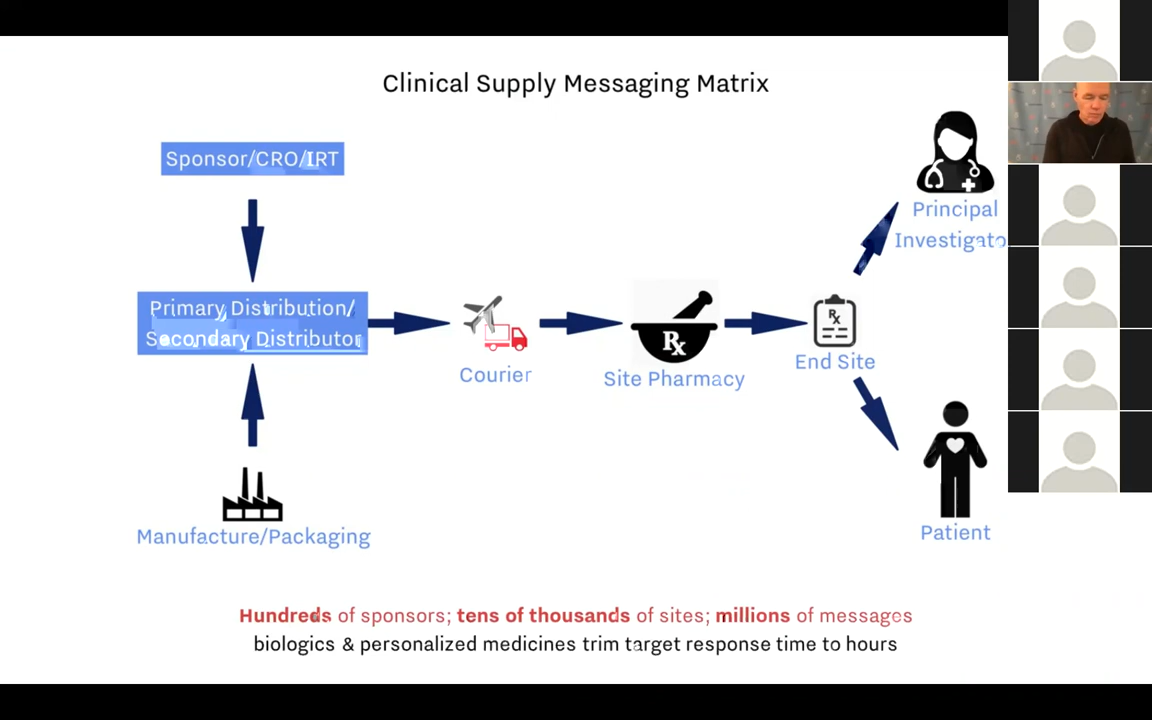 Clinical Supply Messaging Matrix
Sponsor/CRO/IRT
Primary Distribution/
Secondary Distributor
Manufacture/Packaging
Courier
Rx
Site Pharmacy
Rx
End Site
Principal
Investigato
Patient
Hundreds of sponsors; tens of thousands of sites; millions of messages
biologics & personalized medicines trim target response time to hours